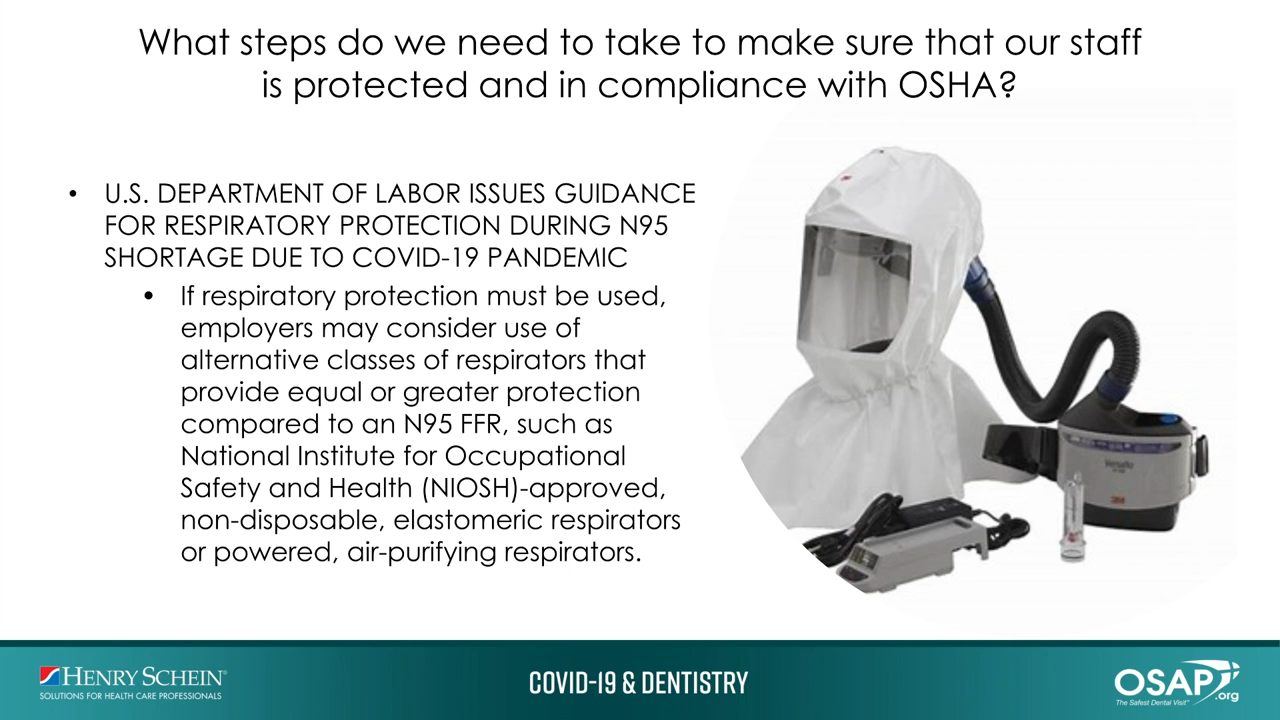 What steps do we need to take to make sure that our staff
is protected and in compliance with OSHA?
• U.S. DEPARTMENT OF LABOR ISSUES GUIDANCE
FOR RESPIRATORY PROTECTION DURING N95
SHORTAGE DUE TO COVID-19 PANDEMIC
• If respiratory protection must be used,
employers may consider use of
alternative classes of respirators that
provide equal or greater protection
compared to an N95 FFR, such as
National Institute for Occupational
Safety and Health (NIOSH)-approved,
non-disposable, elastomeric respirators
or powered, air-purifying respirators.
Versaflo
3M
HENRY SCHEIN®
SOLUTIONS FOR HEALTH CARE PROFESSIONALS
COVID-19 & DENTISTRY
OSAP
.org
The Safest Dental Visit™